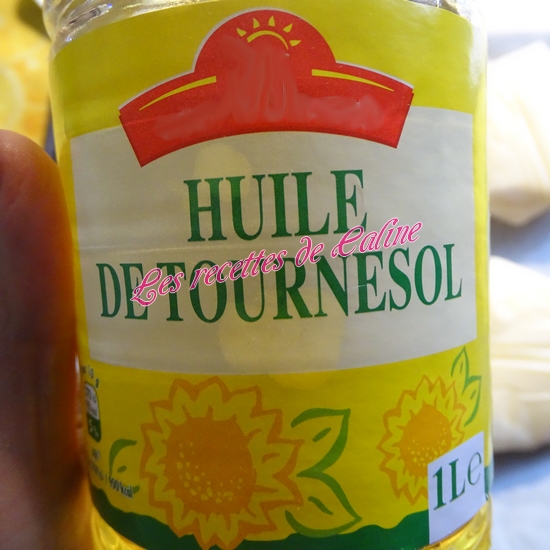 HUILE
Les recettes de Caline
DE TOURNESOL
1L℮